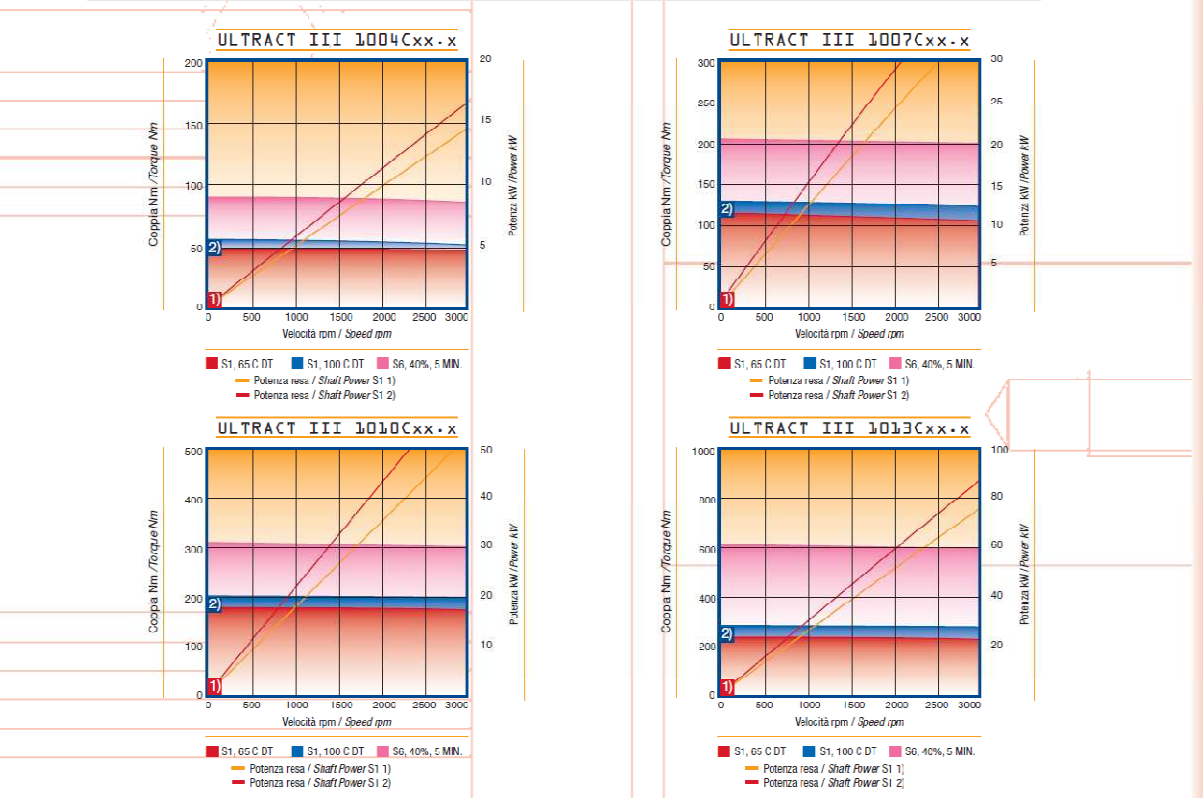 ULTRACT III 1004Cxx.x
200
150
100
50
0
20
15
10
5
Coppia Nm /Torque Nm
Potenza kW /Power kW
2)
1)
0 500 1000 1500 2000 2500 3000
Velocità rpm / Speed rpm
S1, 65 C DT S1, 100 C DT S6, 40%, 5 MIN.
Potenza resa / Shaft Power S1 1)
Potenza resa / Shaft Power S1 2)
ULTRACT III 1007Cxx.x
300
250
200
150
100
50
0
30
25
20
15
10
5
Coppia Nm /Torque Nm
Potenza kW /Power kW
2)
1)
0 500 1000 1500 2000 2500 3000
Velocità rpm / Speed rpm
S1, 65 C DT S1, 100 C DT S6, 40%, 5 MIN.
Potenza resa / Shaft Power S1 1)
Potenza resa / Shaft Power S1 2)
ULTRACT III 1010Cxx.x
500
400
300
200
100
0
50
40
30
20
10
Coppa Nm /Torque Nm
Potenza kW /Power kW
2)
1)
0 500 1000 1500 2000 2500 3000
Velocità rpm / Speed rpm
S1, 65 C DT S1, 100 C DT S6, 40%, 5 MIN.
Potenza resa / Shaft Power S1 1)
Potenza resa / Shaft Power S1 2)
ULTRACT III 1013Cxx.x
1000
800
600
400
200
0
100
80
60
40
20
Coppa Nm /Torque Nm
Potenza kW /Power kW
2)
1)
0 500 1000 1500 2000 2500 3000
Velocità rpm / Speed rpm
S1, 65 C DT S1, 100 C DT S6, 40%, 5 MIN.
Potenza resa / Shaft Power S1 1)
Potenza resa / Shaft Power S1 2)